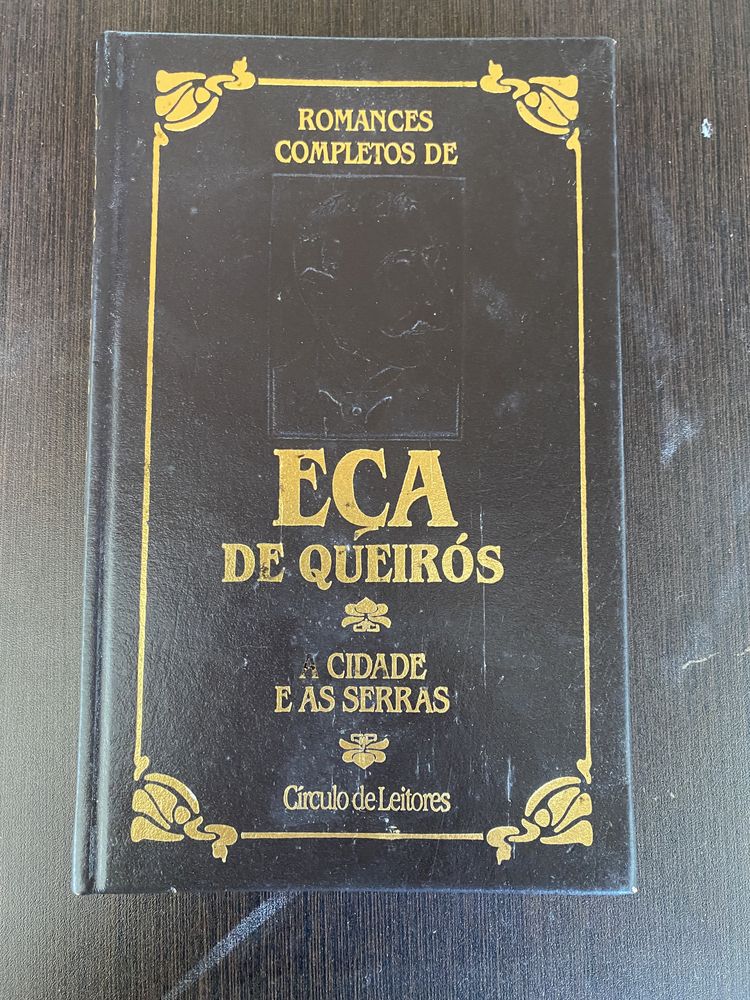 ROMANCES
COMPLETOS DE
EÇA
DE QUEIRÓS
A CIDADE
E AS SERRAS
Círculo de Leitores